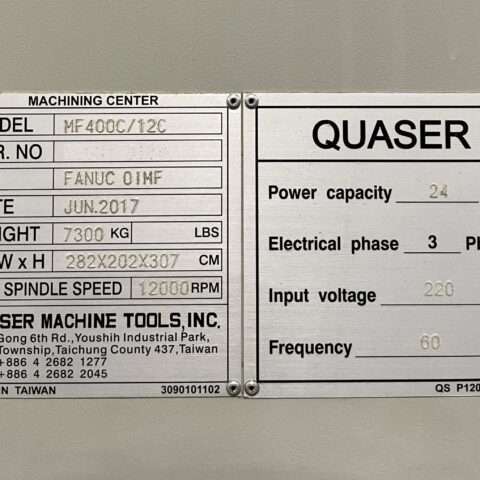 MACHINING CENTER
DEL MF400C/12C
R. NO
FANUC 0IMF
TE JUN.2017
IGHT 7300 KG LBS
W x H 282X202X307 CM
SPINDLE SPEED 12000 RPM
SER MACHINE TOOLS, INC.
Gong 6th Rd., Youshih Industrial Park,
Township, Taichung County 437, Taiwan
+886 4 2682 1277
+886 4 2682 2045
IN TAIWAN 3090101102
QUASER
Power capacity 24
Electrical phase 3 PH
Input voltage 220
Frequency 60
QS P120